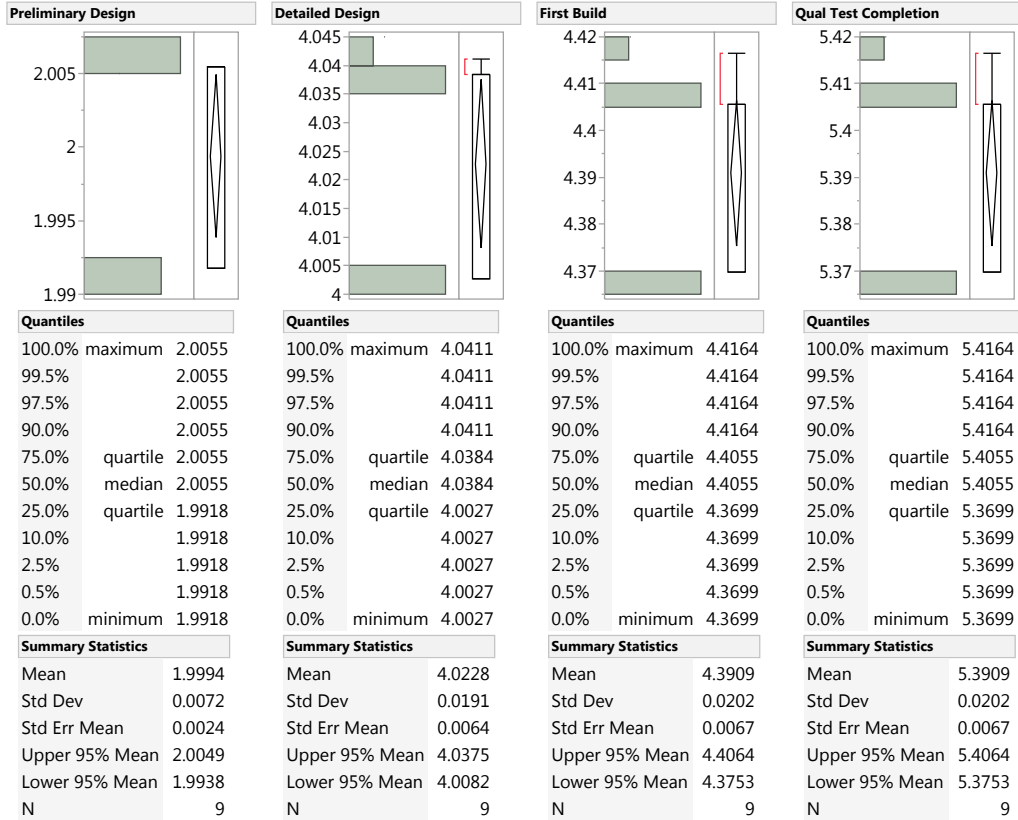 Preliminary Design
2.005
2
1.995
1.99
Quantiles
100.0% maximum 2.0055
99.5% 2.0055
97.5% 2.0055
90.0% 2.0055
75.0% quartile 2.0055
50.0% median 2.0055
25.0% quartile 1.9918
10.0% 1.9918
2.5% 1.9918
0.5% 1.9918
0.0% minimum 1.9918
Summary Statistics
Mean 1.9994
Std Dev 0.0072
Std Err Mean 0.0024
Upper 95% Mean 2.0049
Lower 95% Mean 1.9938
N 9
Detailed Design
4.045
4.04
4.035
4.03
4.025
4.02
4.015
4.01
4.005
4
Quantiles
100.0% maximum 4.0411
99.5% 4.0411
97.5% 4.0411
90.0% 4.0411
75.0% quartile 4.0384
50.0% median 4.0384
25.0% quartile 4.0027
10.0% 4.0027
2.5% 4.0027
0.5% 4.0027
0.0% minimum 4.0027
Summary Statistics
Mean 4.0228
Std Dev 0.0191
Std Err Mean 0.0064
Upper 95% Mean 4.0375
Lower 95% Mean 4.0082
N 9
First Build
4.42
4.41
4.4
4.39
4.38
4.37
Quantiles
100.0% maximum 4.4164
99.5% 4.4164
97.5% 4.4164
90.0% 4.4164
75.0% quartile 4.4055
50.0% median 4.4055
25.0% quartile 4.3699
10.0% 4.3699
2.5% 4.3699
0.5% 4.3699
0.0% minimum 4.3699
Summary Statistics
Mean 4.3909
Std Dev 0.0202
Std Err Mean 0.0067
Upper 95% Mean 4.4064
Lower 95% Mean 4.3753
N 9
Qual Test Completion
5.42
5.41
5.4
5.39
5.38
5.37
Quantiles
100.0% maximum 5.4164
99.5% 5.4164
97.5% 5.4164
90.0% 5.4164
75.0% quartile 5.4055
50.0% median 5.4055
25.0% quartile 5.3699
10.0% 5.3699
2.5% 5.3699
0.5% 5.3699
0.0% minimum 5.3699
Summary Statistics
Mean 5.3909
Std Dev 0.0202
Std Err Mean 0.0067
Upper 95% Mean 5.4064
Lower 95% Mean 5.3753
N 9